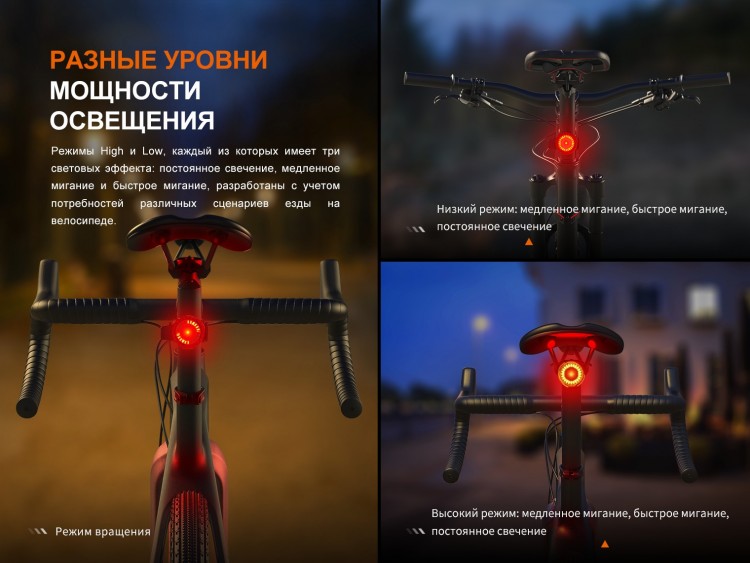 РАЗНЫЕ УРОВНИ
МОЩНОСТИ
ОСВЕЩЕНИЯ
Режимы High и Low, каждый из которых имеет три
световых эффекта: постоянное свечение, медленное
мигание и быстрое мигание, разработаны с учетом
потребностей различных сценариев езды на
велосипеде.
Режим вращения
Низкий режим: медленное мигание, быстрое мигание,
постоянное свечение
Высокий режим: медленное мигание, быстрое мигание,
постоянное свечение